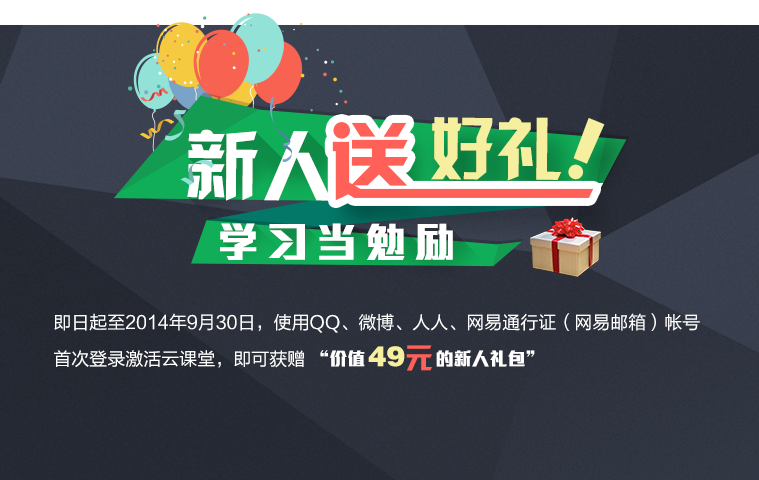 新人送好礼!
学习当勉励
即日起至2014年9月30日，使用QQ、微博、人人、网易通行证（网易邮箱）帐号
首次登录激活云课堂，即可获赠 “价值49元的新人礼包”